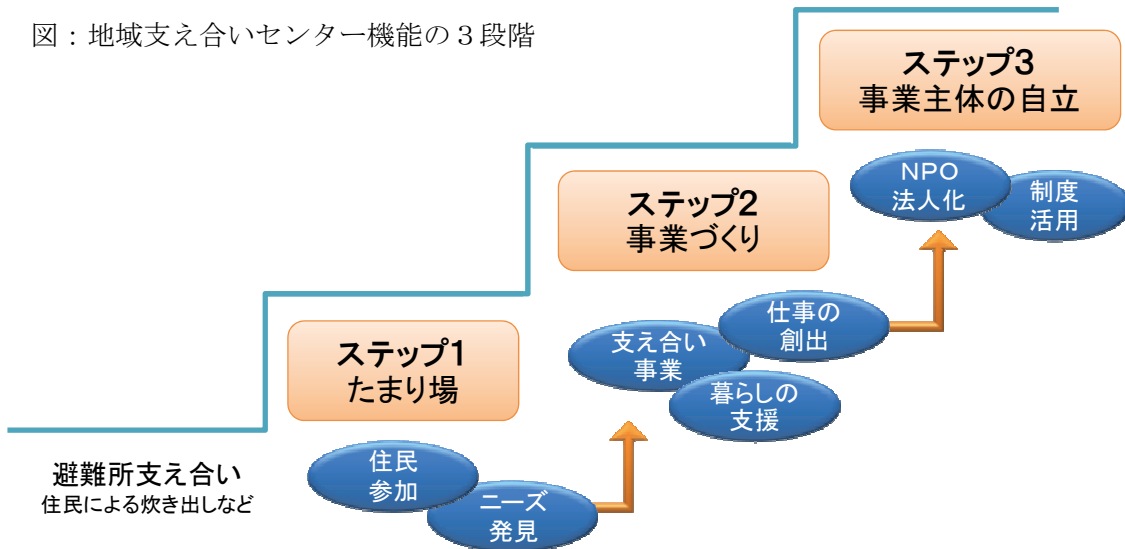 図：地域支え合いセンター機能の３段階
避難所支え合い
住民による炊き出しなど
ステップ1
たまり場
住民
参加
ニーズ
発見
ステップ2
事業づくり
支え合い
事業
仕事の
創出
暮らしの
支援
ステップ3
事業主体の自立
NPO
法人化
制度
活用